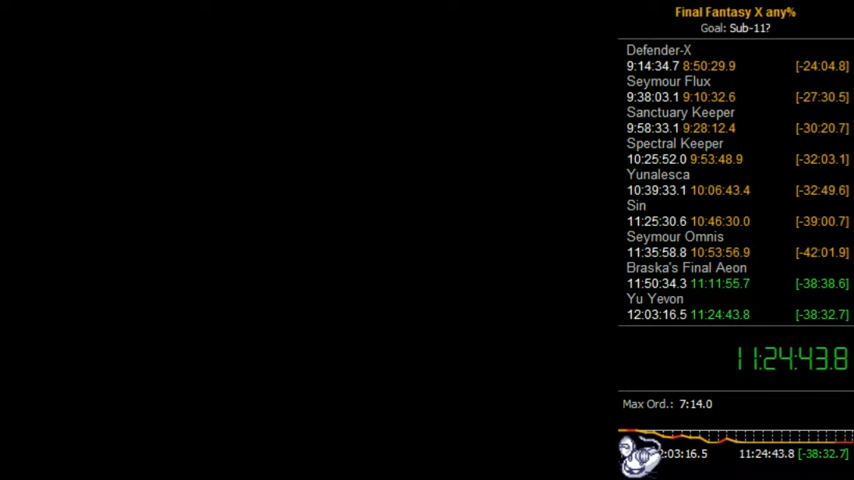 Final Fantasy X any%
Goal: Sub-11?
Defender-X
9:14:34.7 8:50:29.9 [-24:04.8]
Seymour Flux
9:38:03.1 9:10:32.6 [-27:30.5]
Sanctuary Keeper
9:58:33.1 9:28:12.4 [-30:20.7]
Spectral Keeper
10:25:52.0 9:53:48.9 [-32:03.1]
Yunalesca
10:39:33.1 10:06:43.4 [-32:49.6]
Sin
11:25:30.6 10:46:30.0 [-39:00.7]
Seymour Omnis
11:35:58.8 10:53:56.9 [-42:01.9]
Braska's Final Aeon
11:50:34.3 11:11:55.7 [-38:38.6]
Yu Yevon
12:03:16.5 11:24:43.8 [-38:32.7]
11:24:43.8
Max Ord.: 7:14.0
2:03:16.5 11:24:43.8 [-38:32.7]